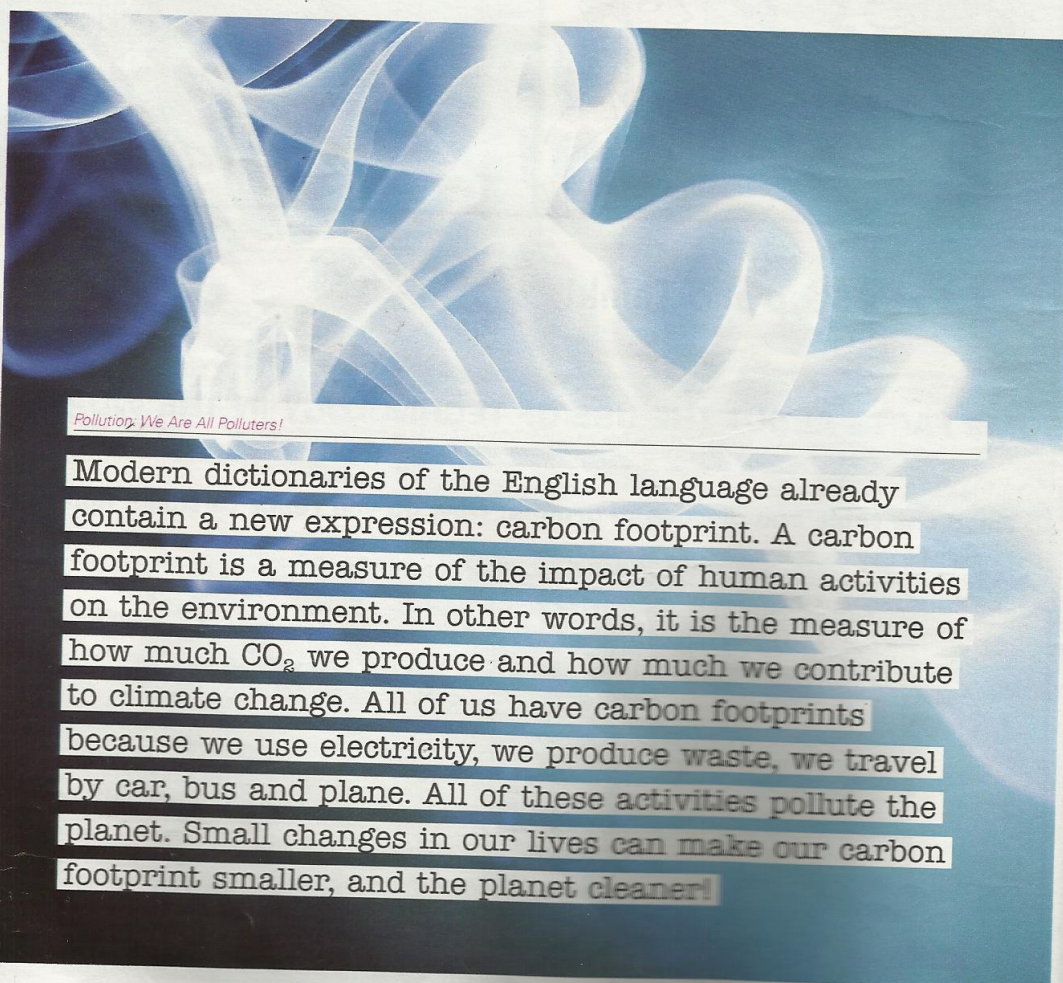 Pollution: We Are All Polluters!
Modern dictionaries of the English language already
contain a new expression: carbon footprint. A carbon
footprint is a measure of the impact of human activities
on the environment. In other words, it is the measure of
how much CO₂ we produce and how much we contribute
to climate change. All of us have carbon footprints
because we use electricity, we produce waste, we travel
by car, bus and plane. All of these activities pollute the
planet. Small changes in our lives can make our carbon
footprint smaller, and the planet cleaner!